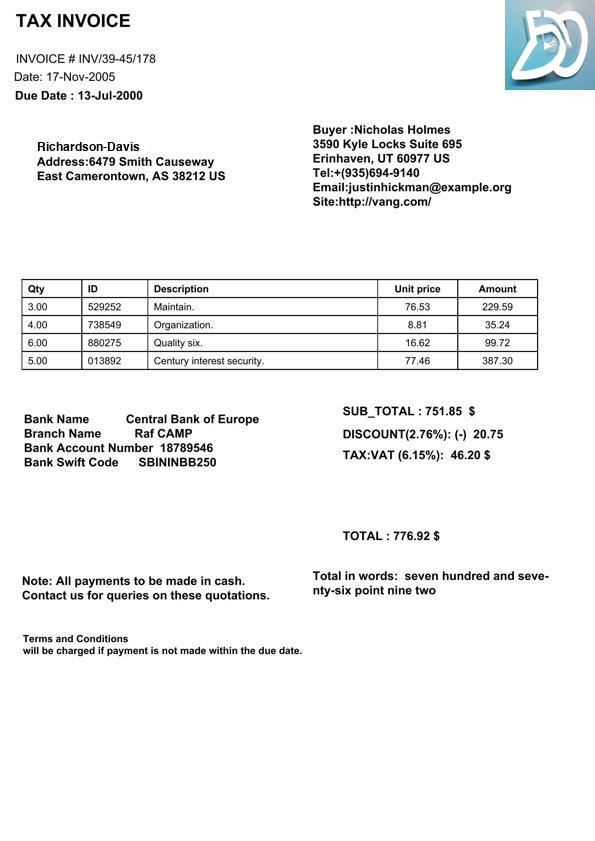 TAX INVOICE
INVOICE # INV/39-45/178
Date: 17-Nov-2005
Due Date : 13-Jul-2000
Richardson-Davis
Address:6479 Smith Causeway
East Camerontown, AS 38212 US
Buyer :Nicholas Holmes
3590 Kyle Locks Suite 695
Erinhaven, UT 60977 US
Tel:+(935)694-9140
Email:justinhickman@example.org
Site:http://vang.com/
Qty ID Description Unit price Amount
3.00 529252 Maintain. 76.53 229.59
4.00 738549 Organization. 8.81 35.24
6.00 880275 Quality six. 16.62 99.72
5.00 013892 Century interest security. 77.46 387.30
Bank Name Central Bank of Europe
Branch Name Raf CAMP
Bank Account Number 18789546
Bank Swift Code SBININBB250
SUB_TOTAL : 751.85 $
DISCOUNT(2.76%): (-) 20.75
TAX:VAT (6.15%): 46.20 $
TOTAL : 776.92 $
Note: All payments to be made in cash.
Contact us for queries on these quotations.
Total in words: seven hundred and seve-
nty-six point nine two
Terms and Conditions
will be charged if payment is not made within the due date.